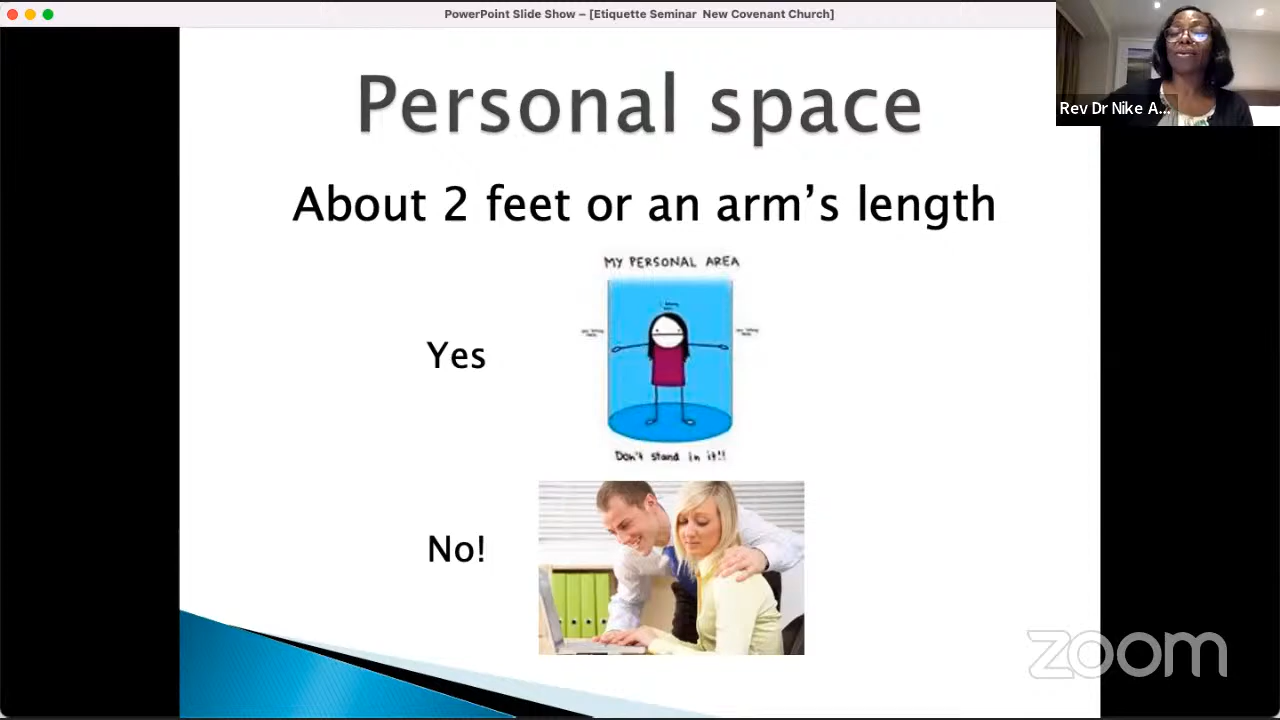 PowerPoint Slide Show – [Etiquette Seminar  New Covenant Church]
Rev Dr Nike A...
Personal space
About 2 feet or an arm’s length
MY PERSONAL AREA
Yes
Don't stand in it!!
No!
zoom